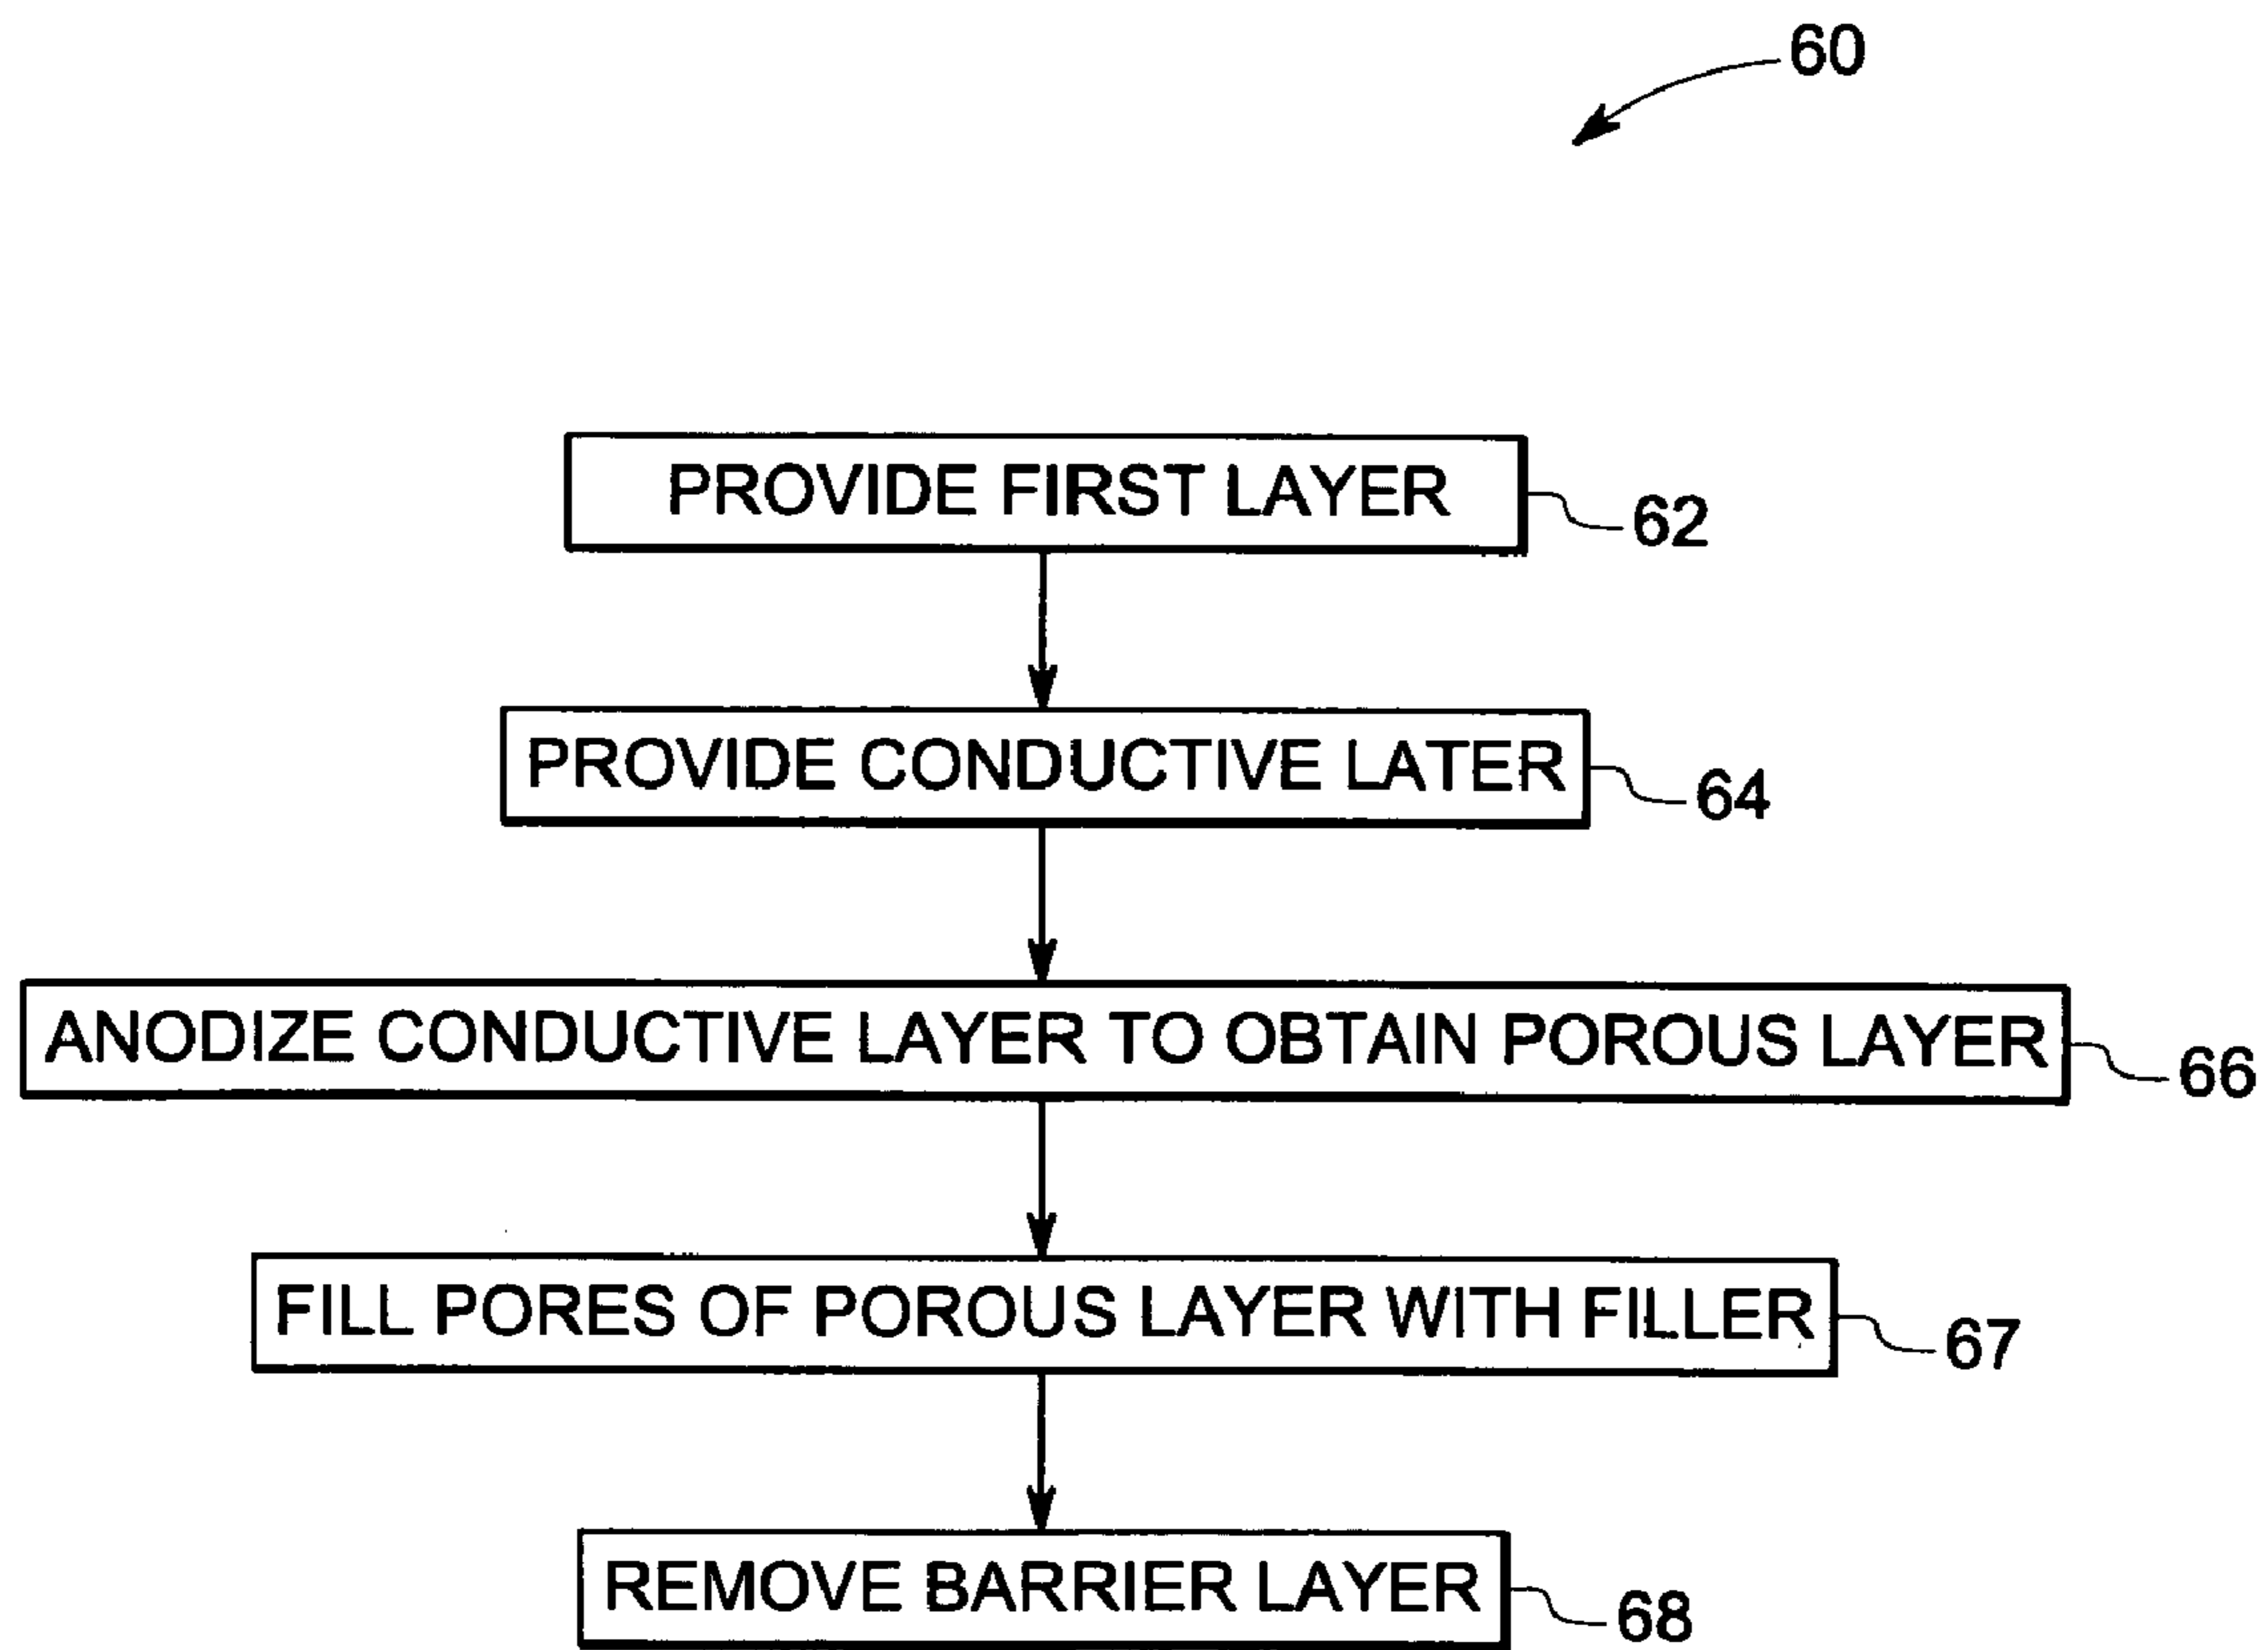 60
PROVIDE FIRST LAYER
62
PROVIDE CONDUCTIVE LATER
64
ANODIZE CONDUCTIVE LAYER TO OBTAIN POROUS LAYER
66
FILL PORES OF POROUS LAYER WITH FILLER
67
REMOVE BARRIER LAYER
68